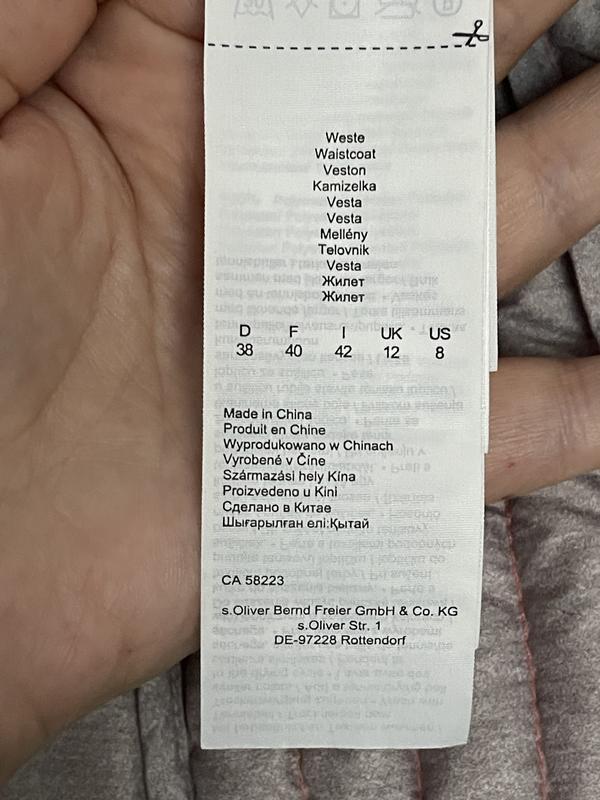 Weste
Waistcoat
Veston
Kamizelka
Vesta
Vesta
Mellény
Telovnik
Vesta
Жилет
Жилет
D F I UK US
38 40 42 12 8
Made in China
Produit en Chine
Wyprodukowano w Chinach
Vyrobené v Číne
Származási hely Kína
Proizvedeno u Kini
Сделано в Китае
Шығарылған елі:Қытай
CA 58223
s.Oliver Bernd Freier GmbH & Co. KG
s.Oliver Str. 1
DE-97228 Rottendorf